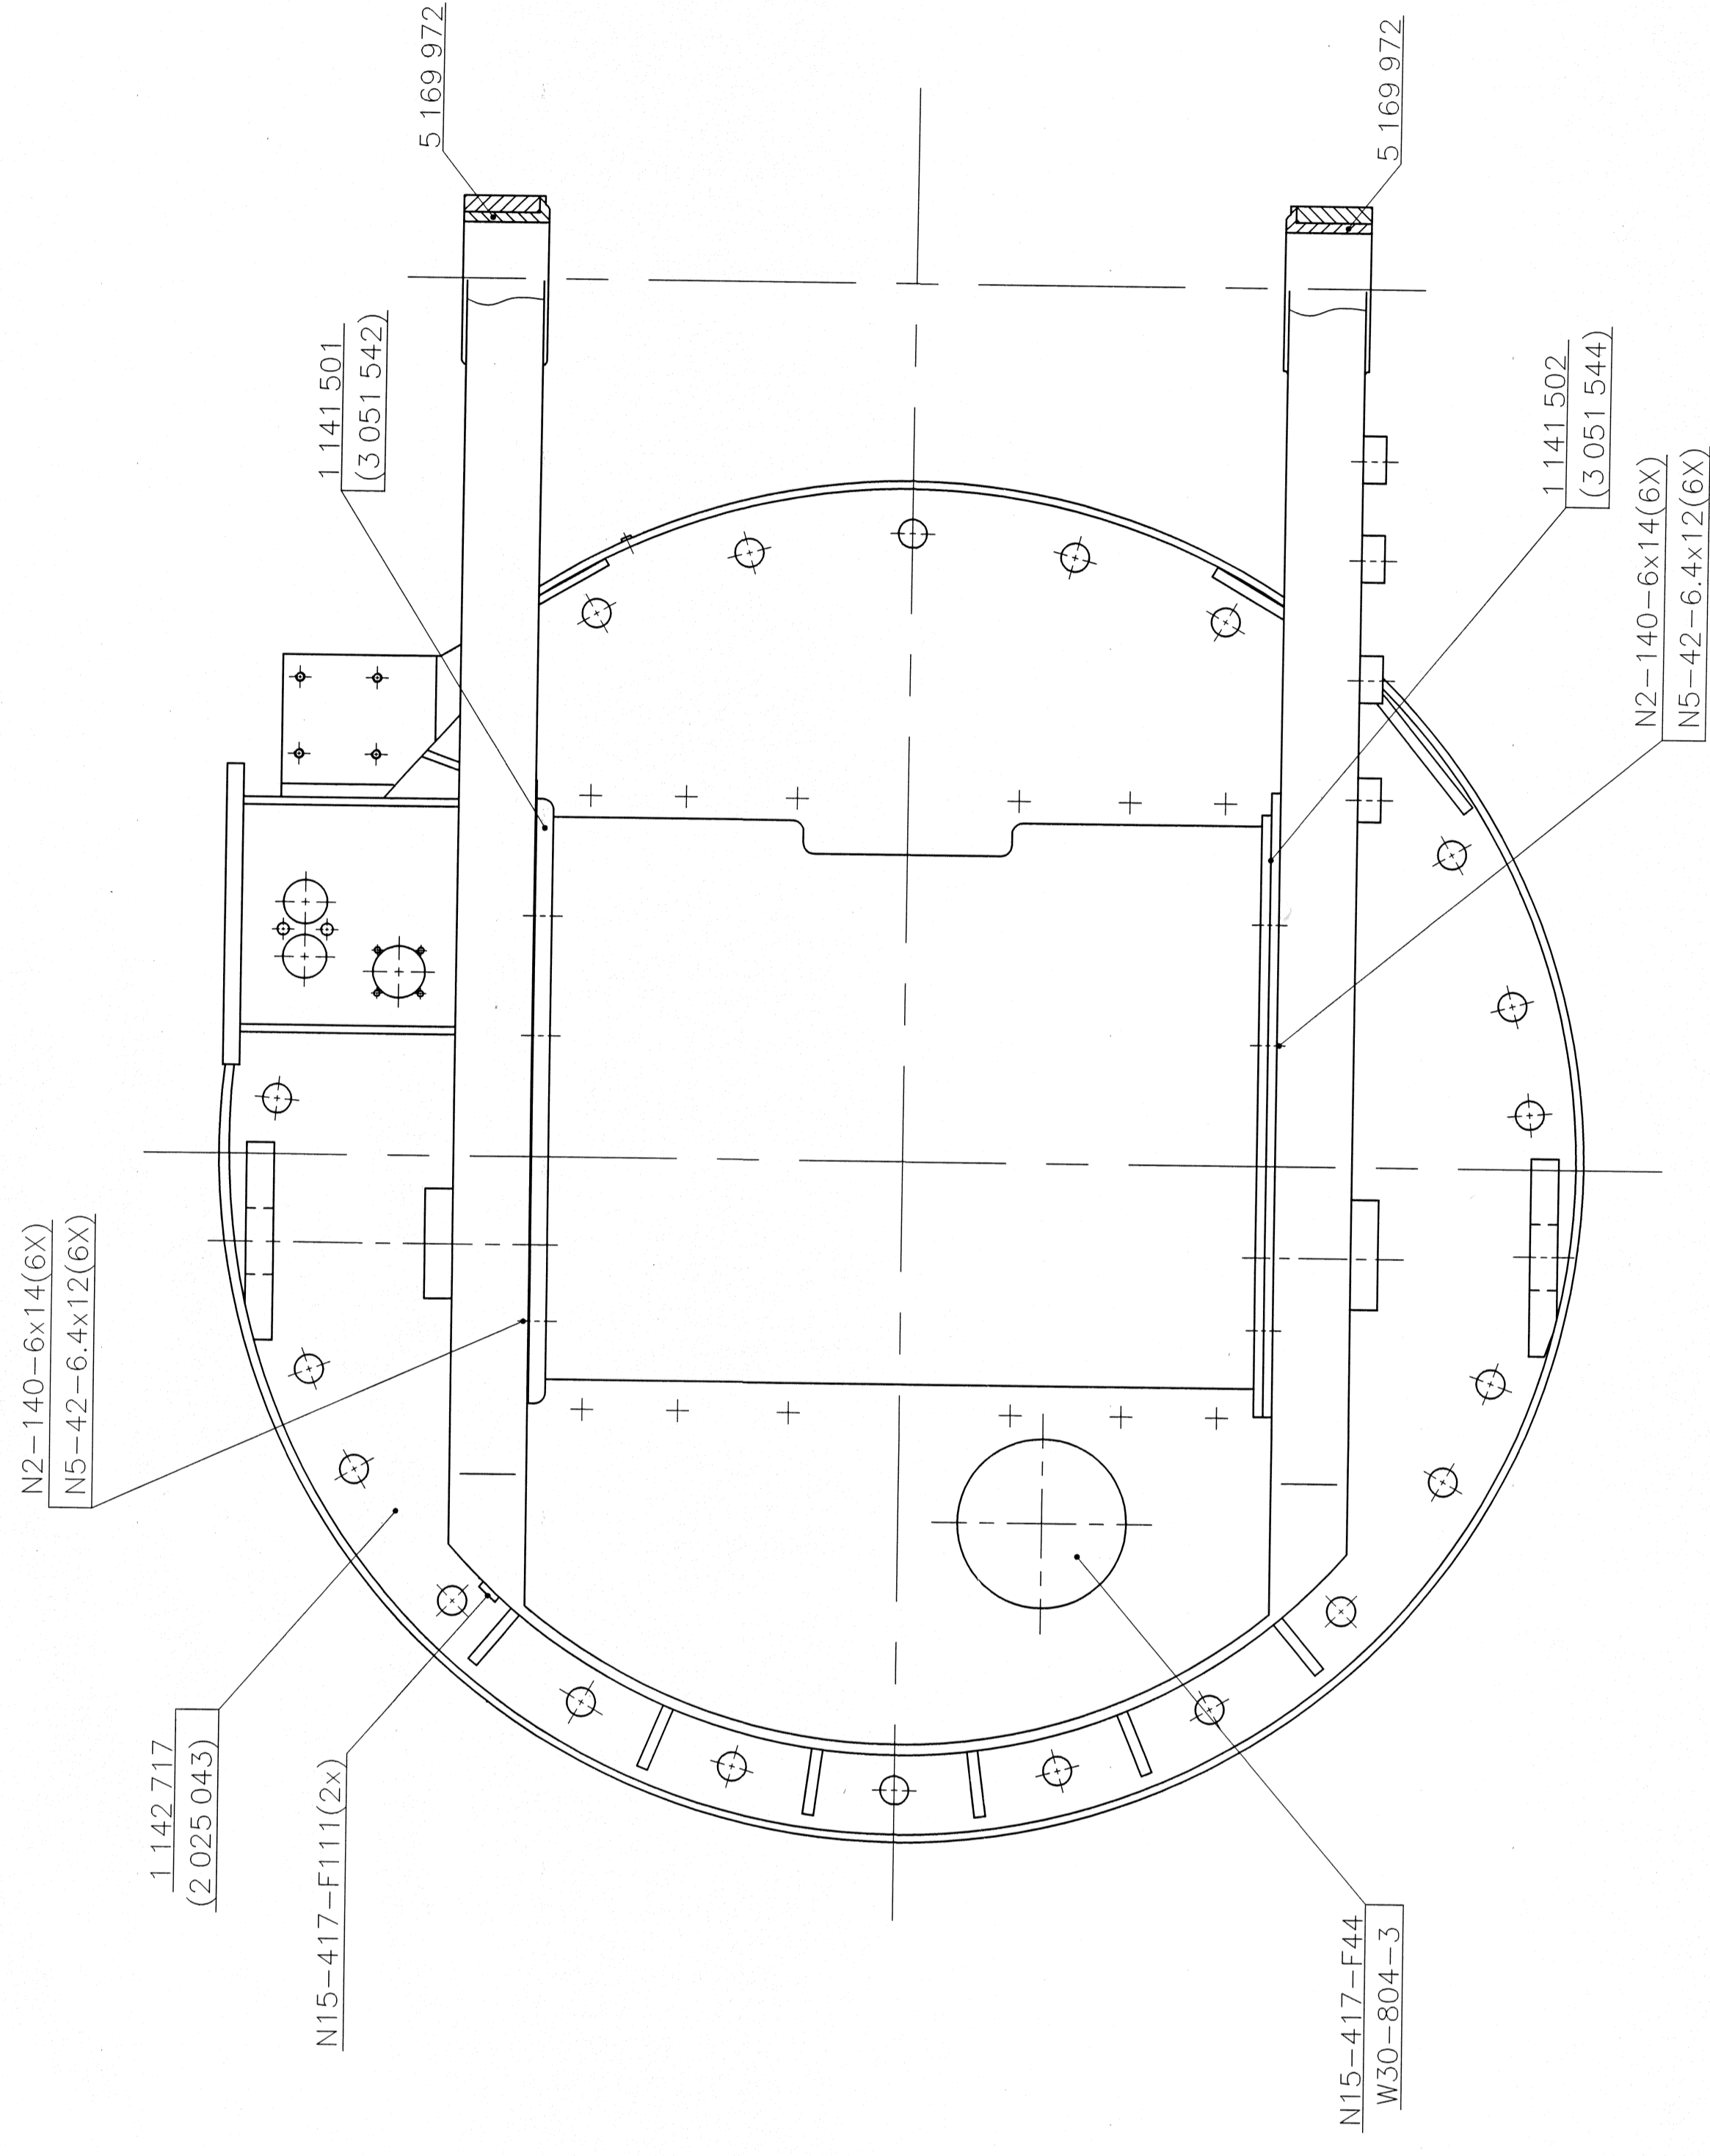 5 169 972
5 169 972
1 141 501
(3 051 542)
1 141 502
(3 051 544)
N2-140-6x14(6X)
N5-42-6.4x12(6X)
N2-140-6x14(6X)
N5-42-6.4x12(6X)
1 142 717
(2 025 043)
N15-417-F111(2x)
N15-417-F44
W30-804-3